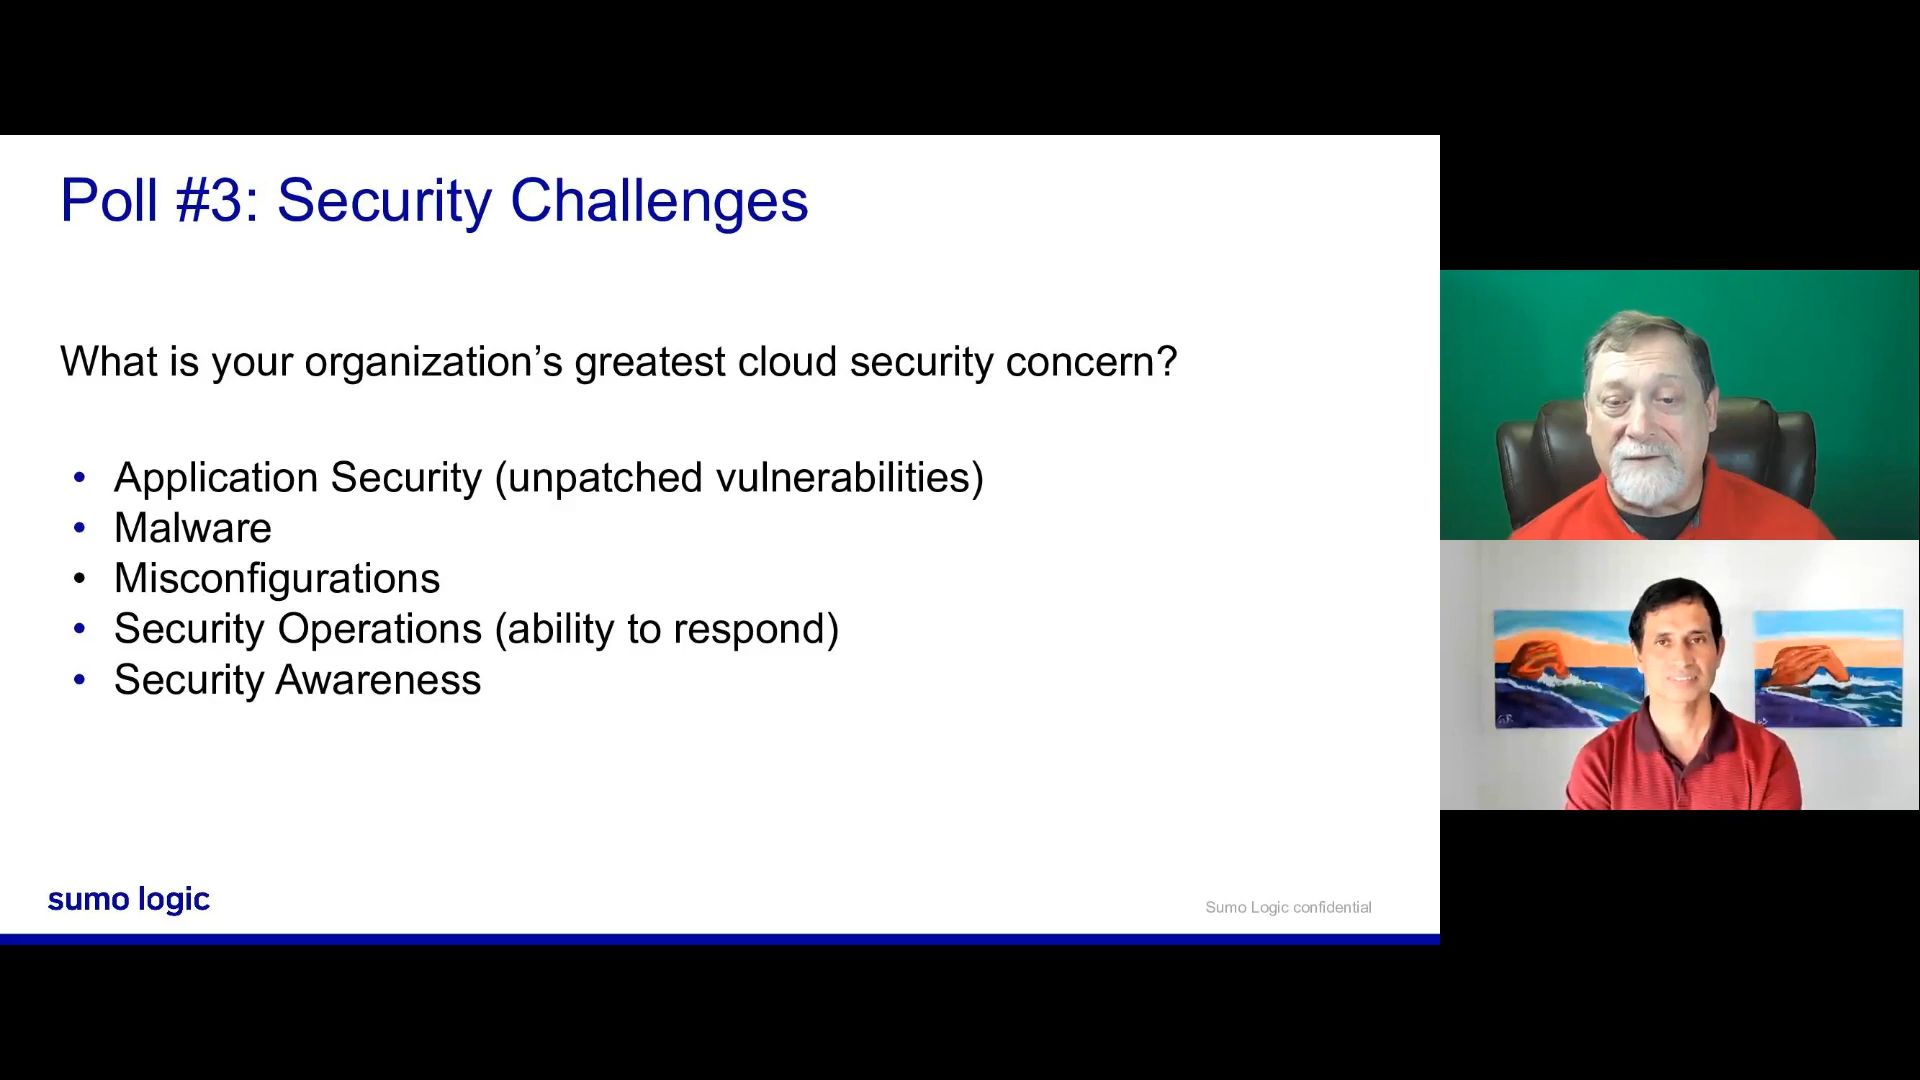 Poll #3: Security Challenges
What is your organization’s greatest cloud security concern?
• Application Security (unpatched vulnerabilities)
• Malware
• Misconfigurations
• Security Operations (ability to respond)
• Security Awareness
sumo logic
Sumo Logic confidential